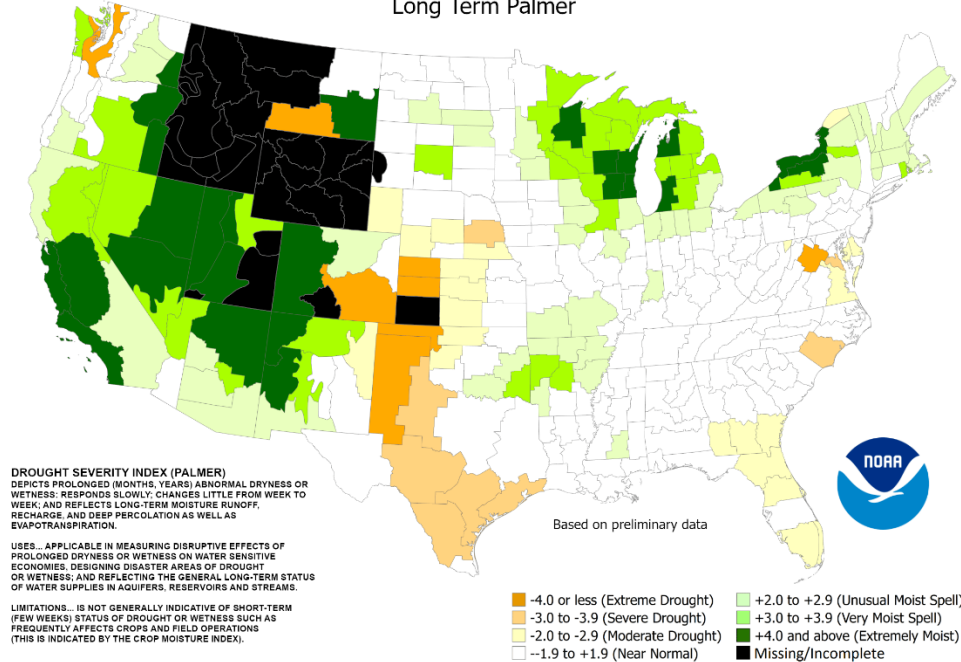 Long Term Palmer
DROUGHT SEVERITY INDEX (PALMER)
DEPICTS PROLONGED (MONTHS, YEARS) ABNORMAL DRYNESS OR
WETNESS: RESPONDS SLOWLY; CHANGES LITTLE FROM WEEK TO
WEEK; AND REFLECTS LONG-TERM MOISTURE RUNOFF,
RECHARGE, AND DEEP PERCOLATION AS WELL AS
EVAPOTRANSPIRATION.
USES... APPLICABLE IN MEASURING DISRUPTIVE EFFECTS OF
PROLONGED DRYNESS OR WETNESS ON WATER SENSITIVE
ECONOMIES, DESIGNING DISASTER AREAS OF DROUGHT
OR WETNESS; AND REFLECTING THE GENERAL LONG-TERM STATUS
OF WATER SUPPLIES IN AQUIFERS, RESERVOIRS AND STREAMS.
LIMITATIONS... IS NOT GENERALLY INDICATIVE OF SHORT-TERM
(FEW WEEKS) STATUS OF DROUGHT OR WETNESS SUCH AS
FREQUENTLY AFFECTS CROPS AND FIELD OPERATIONS
(THIS IS INDICATED BY THE CROP MOISTURE INDEX).
NOAA
Based on preliminary data
-4.0 or less (Extreme Drought)
-3.0 to -3.9 (Severe Drought)
-2.0 to -2.9 (Moderate Drought)
--1.9 to +1.9 (Near Normal)
+2.0 to +2.9 (Unusual Moist Spell)
+3.0 to +3.9 (Very Moist Spell)
+4.0 and above (Extremely Moist)
Missing/Incomplete